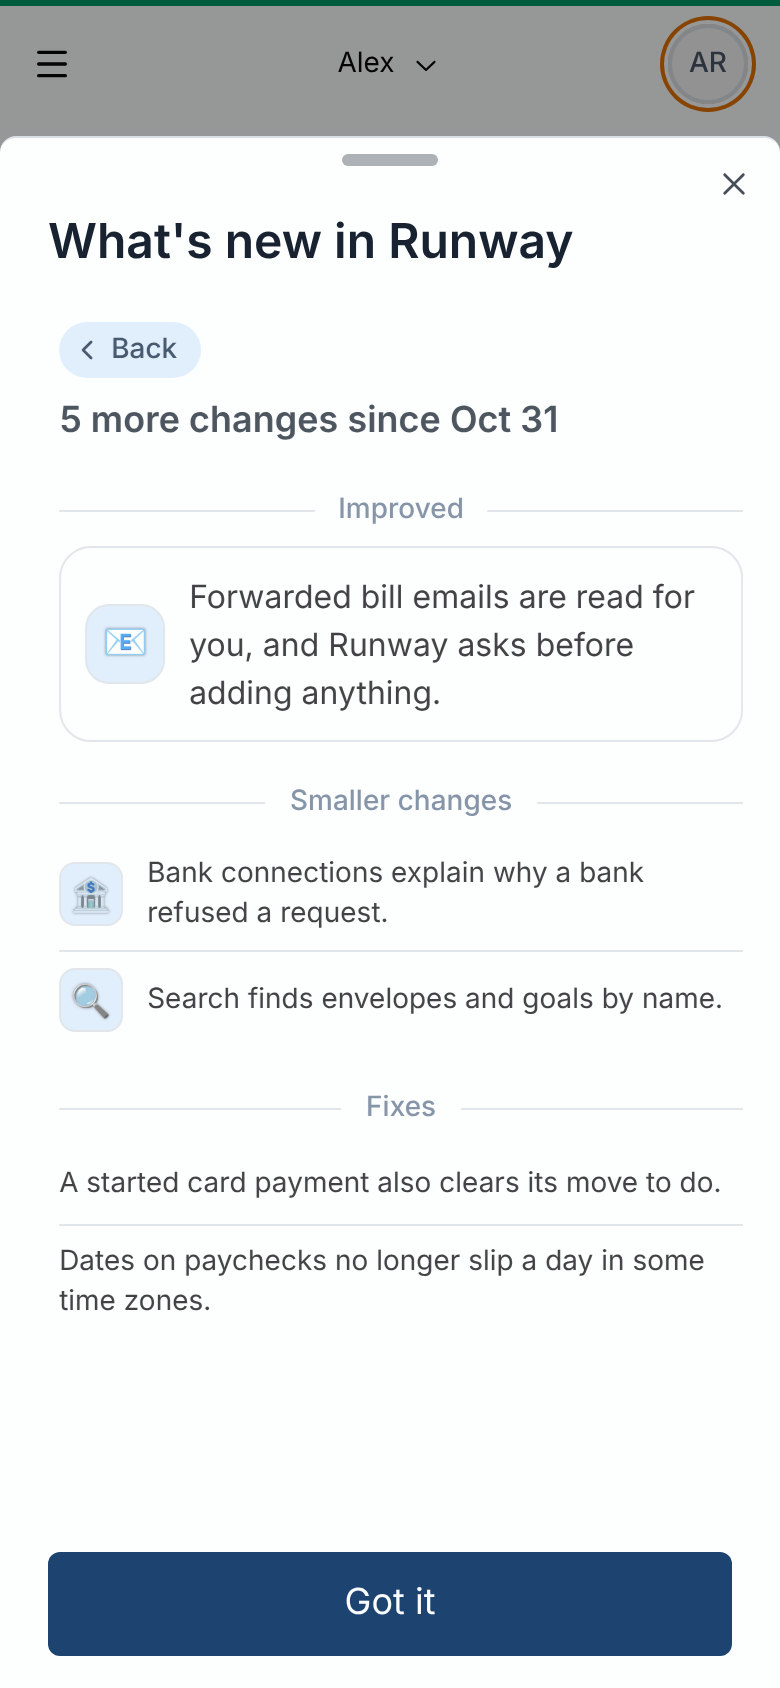 Alex
AR
What's new in Runway
Back
5 more changes since Oct 31
Improved
Forwarded bill emails are read for
you, and Runway asks before
adding anything.
Smaller changes
Bank connections explain why a bank
refused a request.
Search finds envelopes and goals by name.
Fixes
A started card payment also clears its move to do.
Dates on paychecks no longer slip a day in some
time zones.
Got it